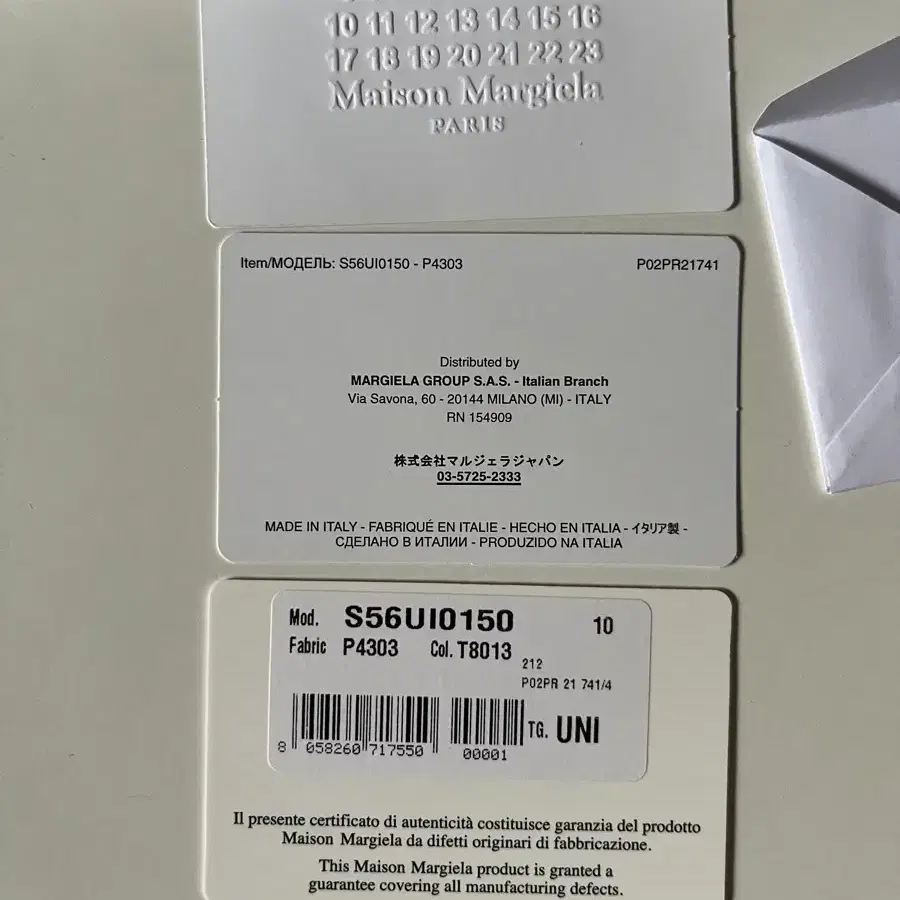 10 11 12 13 14 15 16
17 18 19 20 21 22 23
Maison Margiela
PARIS
Item/МОДЕЛЬ: S56UI0150 - P4303 P02PR21741
Distributed by
MARGIELA GROUP S.A.S. - Italian Branch
Via Savona, 60 - 20144 MILANO (MI) - ITALY
RN 154909
株式会社マルジェラジャパン
03-5725-2333
MADE IN ITALY - FABRIQUÉ EN ITALIE - HECHO EN ITALIA - イタリア製 -
СДЕЛАНО В ИТАЛИИ - PRODUZIDO NA ITALIA
Mod. S56UI0150 10
Fabric P4303 Col. T8013
212
P02PR 21 741/4
TG. UNI
8 058260 717550 00001
Il presente certificato di autenticità costituisce garanzia del prodotto
Maison Margiela da difetti originari di fabbricazione.
This Maison Margiela product is granted a
guarantee covering all manufacturing defects.